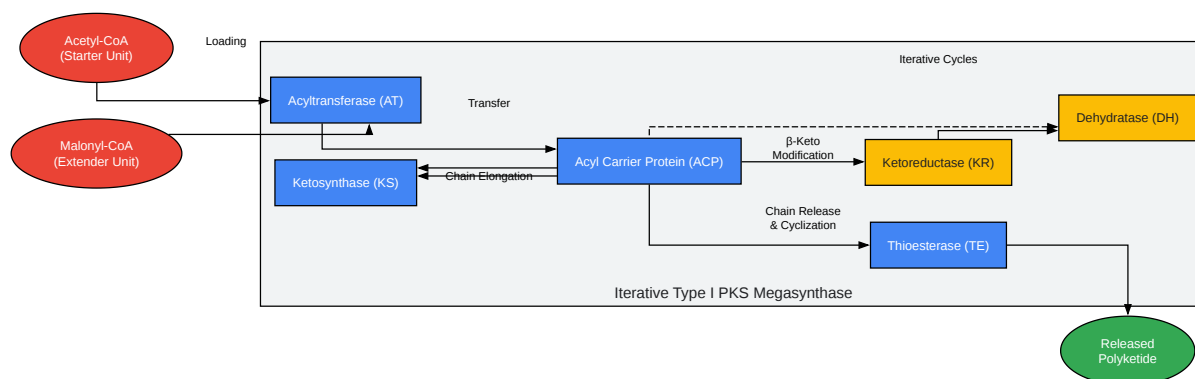 Acetyl-CoA
(Starter Unit)
Loading
Iterative Cycles
Acyltransferase (AT)
Transfer
Dehydratase (DH)
Malonyl-CoA
(Extender Unit)
β-Keto
Modification
Acyl Carrier Protein (ACP)
Ketoreductase (KR)
Chain Elongation
Ketosynthase (KS)
Chain Release
& Cyclization
Thioesterase (TE)
Iterative Type I PKS Megasynthase
Released
Polyketide